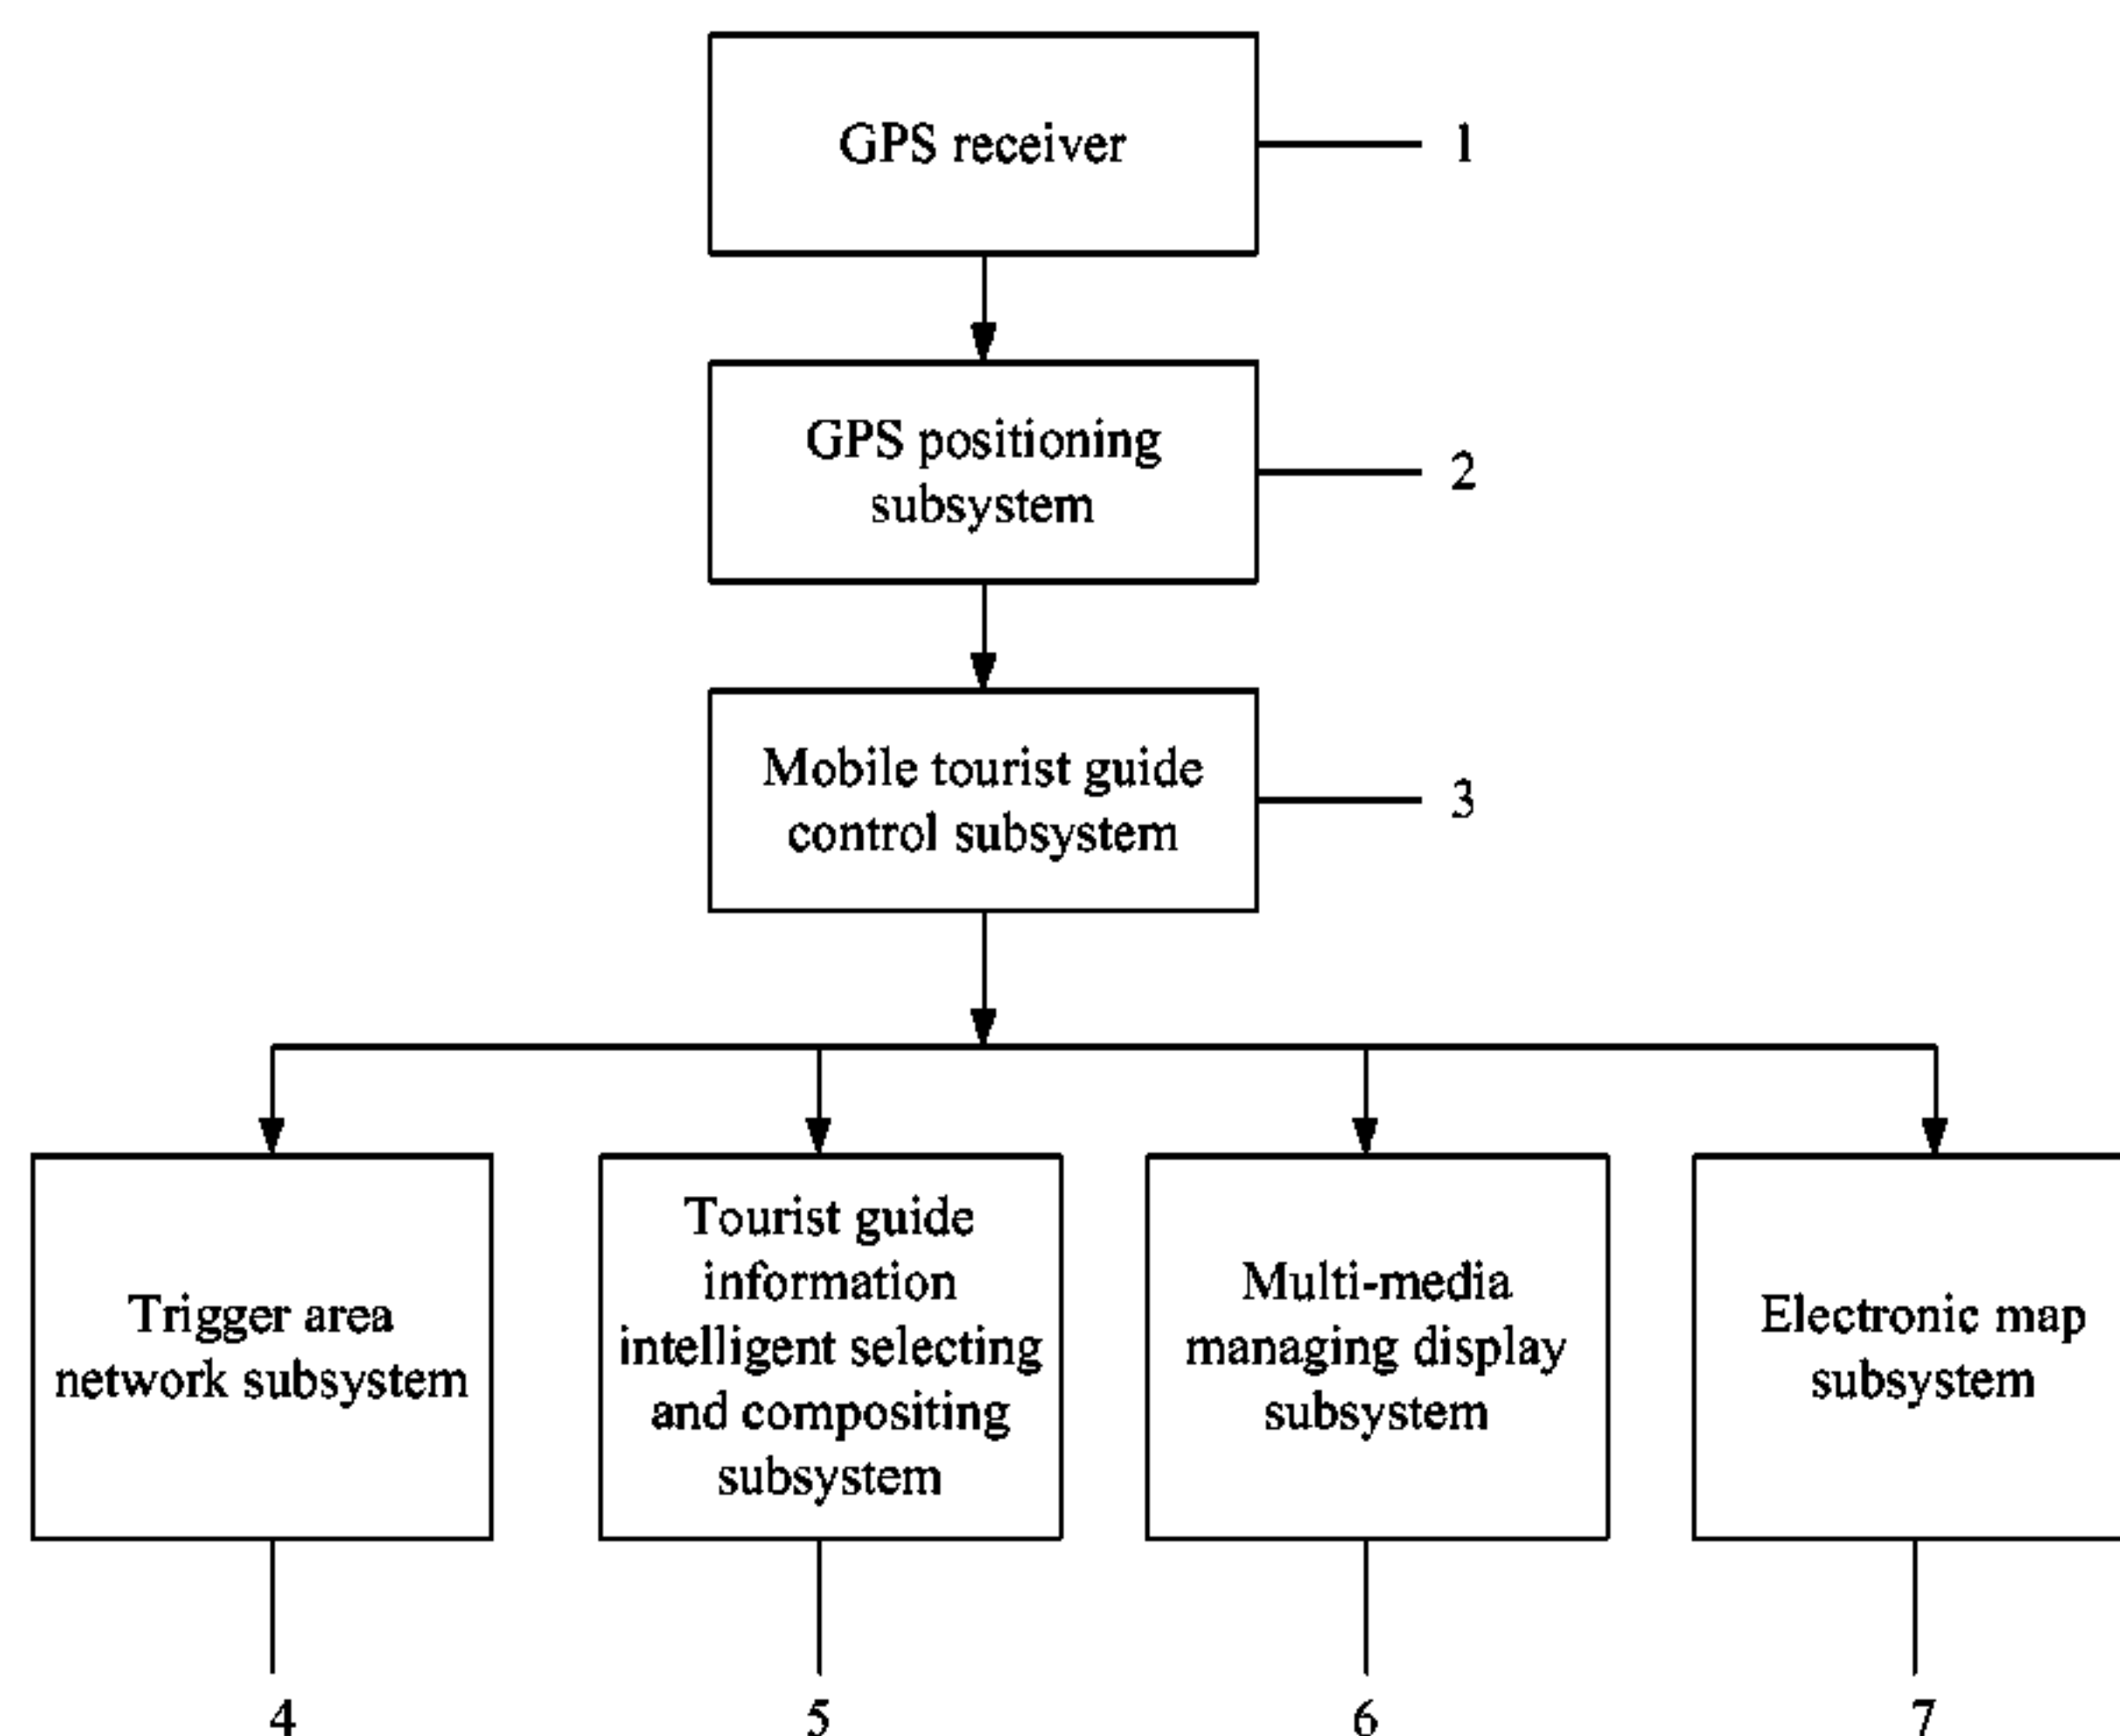 GPS receiver
1
GPS positioning
subsystem
2
Mobile tourist guide
control subsystem
3
Trigger area
network subsystem
Tourist guide
information
intelligent selecting
and compositing
subsystem
Multi-media
managing display
subsystem
Electronic map
subsystem
4
5
6
7